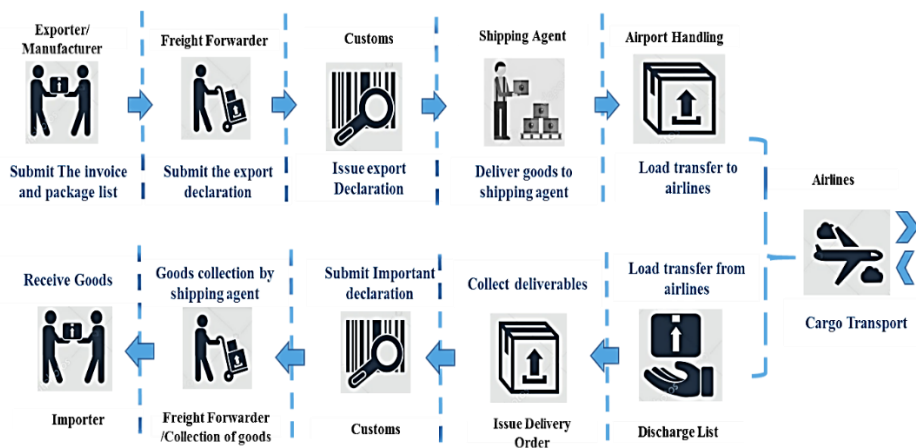 Exporter/
Manufacturer
Freight Forwarder
Customs
Shipping Agent
Airport Handling
Submit The invoice
and package list
Submit the export
declaration
Issue export
Declaration
Deliver goods to
shipping agent
Load transfer to
airlines
Airlines
Cargo Transport
Receive Goods
Goods collection by
shipping agent
Submit Important
declaration
Collect deliverables
Load transfer from
airlines
Importer
Freight Forwarder
/Collection of goods
Customs
Issue Delivery
Order
Discharge List